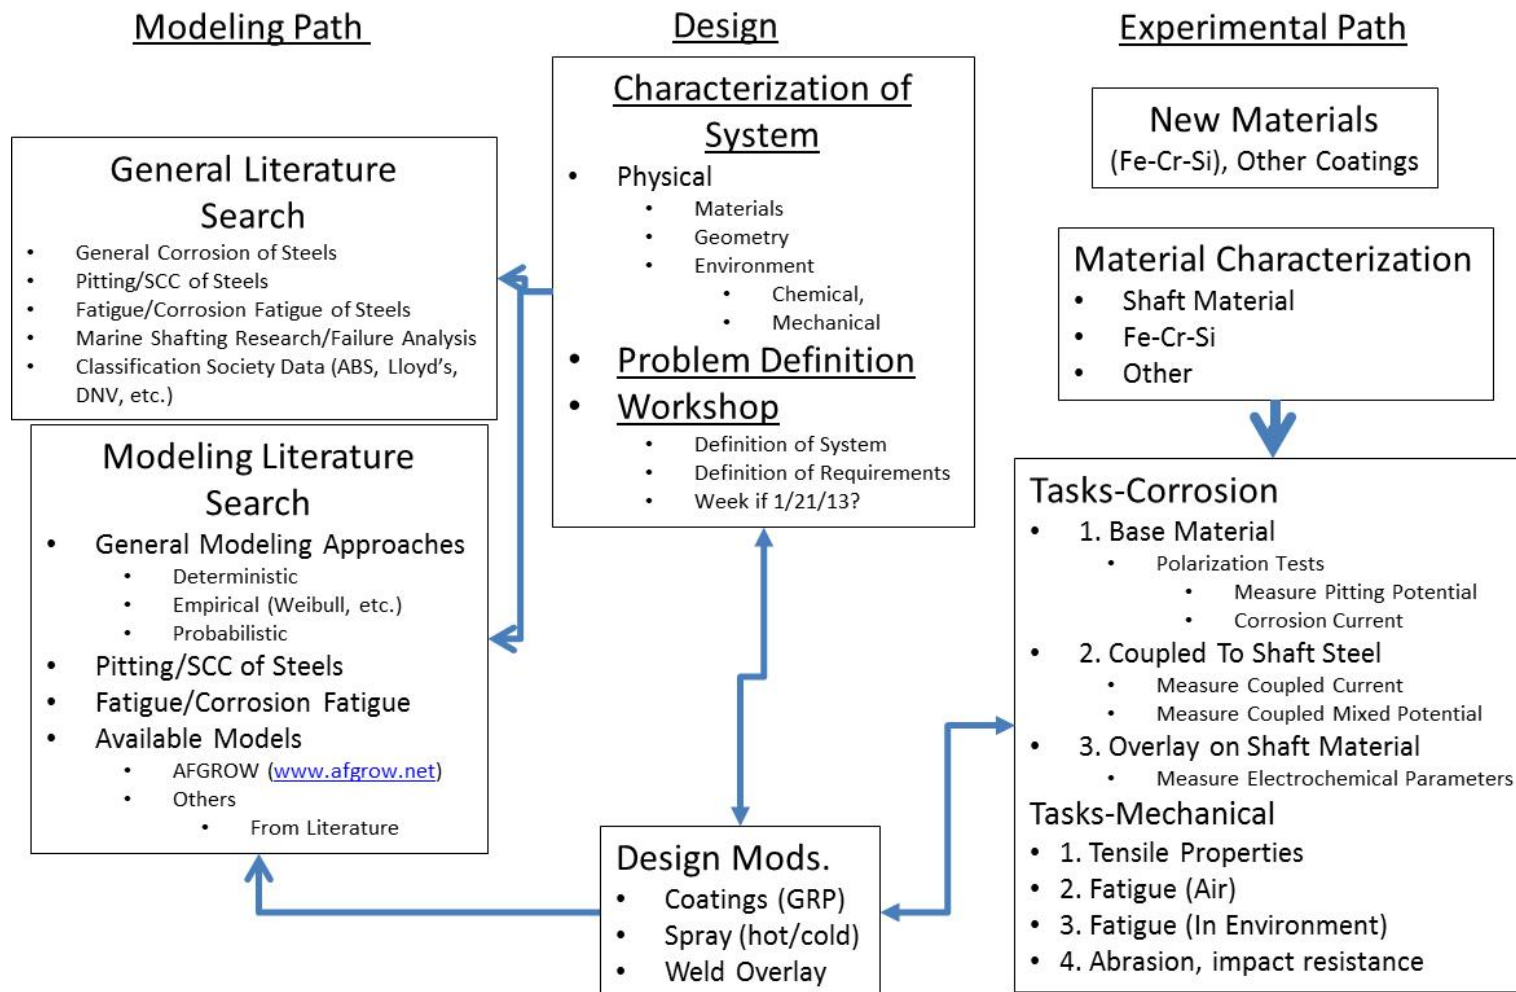 Modeling Path
Design
Experimental Path
General Literature
Search
• General Corrosion of Steels
• Pitting/SCC of Steels
• Fatigue/Corrosion Fatigue of Steels
• Marine Shafting Research/Failure Analysis
• Classification Society Data (ABS, Lloyd's,
DNV, etc.)
Modeling Literature
Search
• General Modeling Approaches
• Deterministic
• Empirical (Weibull, etc.)
• Probabilistic
• Pitting/SCC of Steels
• Fatigue/Corrosion Fatigue
• Available Models
• AFGROW (www.afgrow.net)
• Others
• From Literature
Characterization of
System
• Physical
• Materials
• Geometry
• Environment
• Chemical,
• Mechanical
• Problem Definition
• Workshop
• Definition of System
• Definition of Requirements
• Week if 1/21/13?
Design Mods.
• Coatings (GRP)
• Spray (hot/cold)
• Weld Overlay
New Materials
(Fe-Cr-Si), Other Coatings
Material Characterization
• Shaft Material
• Fe-Cr-Si
• Other
Tasks-Corrosion
• 1. Base Material
• Polarization Tests
• Measure Pitting Potential
• Corrosion Current
• 2. Coupled To Shaft Steel
• Measure Coupled Current
• Measure Coupled Mixed Potential
• 3. Overlay on Shaft Material
• Measure Electrochemical Parameters
Tasks-Mechanical
• 1. Tensile Properties
• 2. Fatigue (Air)
• 3. Fatigue (In Environment)
• 4. Abrasion, impact resistance